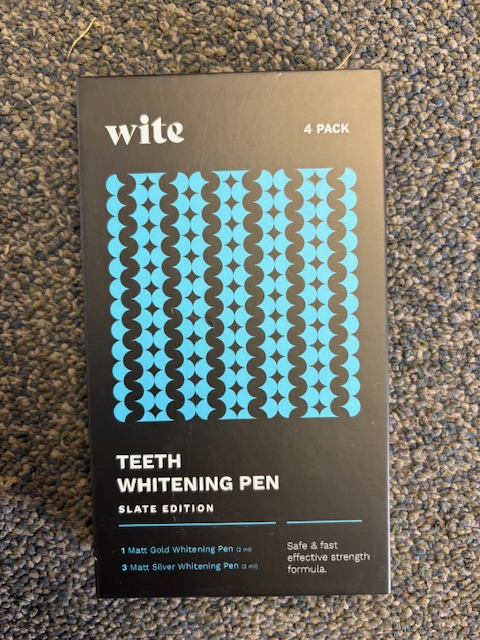 wite
4 PACK
TEETH
WHITENING PEN
SLATE EDITION
1 Matt Gold Whitening Pen (2 ml)
3 Matt Silver Whitening Pen (2 ml)
Safe & fast
effective strength
formula.